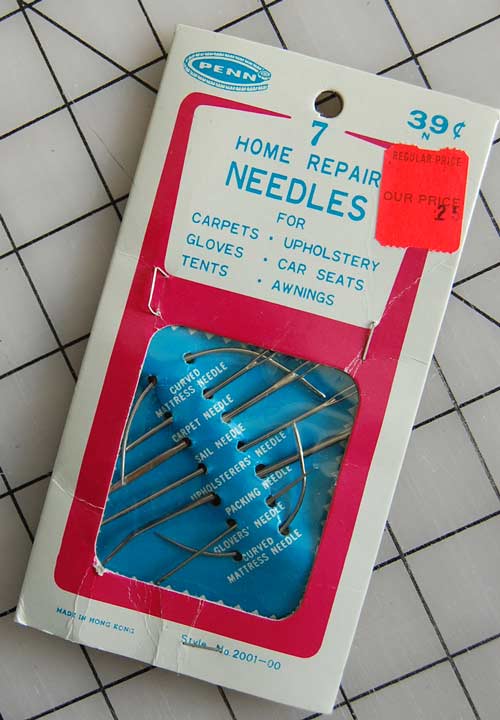 PENN
39¢
N
7
HOME REPAIR
NEEDLES
FOR
CARPETS • UPHOLSTERY
GLOVES • CAR SEATS
TENTS • AWNINGS
REGULAR PRICE
OUR PRICE
25
CURVED
MATTRESS NEEDLE
CARPET NEEDLE
SAIL NEEDLE
UPHOLSTERERS' NEEDLE
PACKING NEEDLE
GLOVERS' NEEDLE
CURVED
MATTRESS NEEDLE
MADE IN HONG KONG
Style No. 2001-00